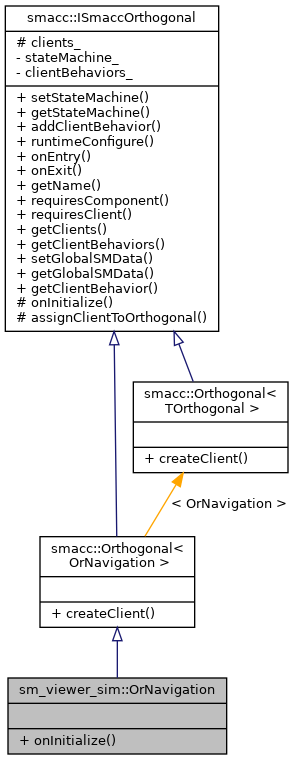 smacc::ISmaccOrthogonal
# clients_
- stateMachine_
- clientBehaviors_
+ setStateMachine()
+ getStateMachine()
+ addClientBehavior()
+ runtimeConfigure()
+ onEntry()
+ onExit()
+ getName()
+ requiresComponent()
+ requiresClient()
+ getClients()
+ getClientBehaviors()
+ setGlobalSMData()
+ getGlobalSMData()
+ getClientBehavior()
# onInitialize()
# assignClientToOrthogonal()
smacc::Orthogonal<
TOrthogonal >
+ createClient()
< OrNavigation >
smacc::Orthogonal<
OrNavigation >
+ createClient()
sm_viewer_sim::OrNavigation
+ onInitialize()